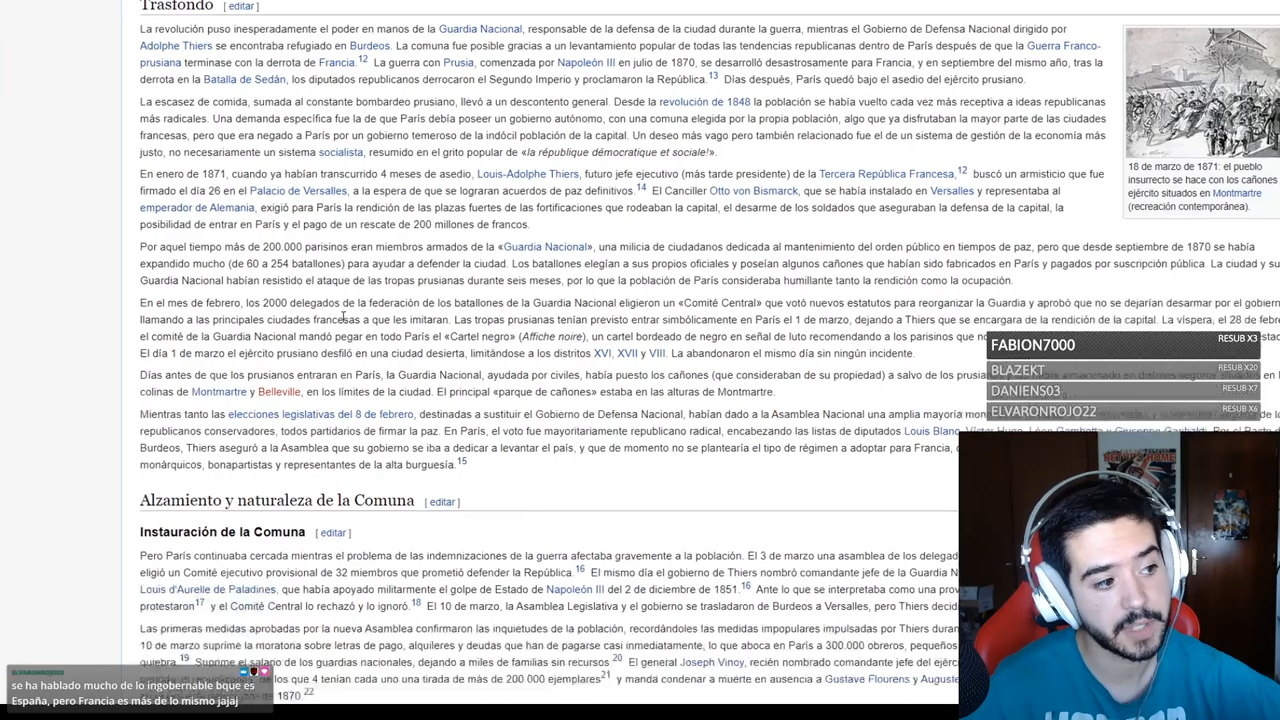 Trasfondo [ editar ]
La revolución puso inesperadamente el poder en manos de la Guardia Nacional, responsable de la defensa de la ciudad durante la guerra, mientras el Gobierno de Defensa Nacional dirigido por
Adolphe Thiers se encontraba refugiado en Burdeos. La comuna fue posible gracias a un levantamiento popular de todas las tendencias republicanas dentro de París después de que la Guerra Franco-
prusiana terminase con la derrota de Francia.12 La guerra con Prusia, comenzada por Napoleón III en julio de 1870, se desarrolló desastrosamente para Francia, y en septiembre del mismo año, tras la
derrota en la Batalla de Sedán, los diputados republicanos derrocaron el Segundo Imperio y proclamaron la República.13 Días después, París quedó bajo el asedio del ejército prusiano.
La escasez de comida, sumada al constante bombardeo prusiano, llevó a un descontento general. Desde la revolución de 1848 la población se había vuelto cada vez más receptiva a ideas republicanas
más radicales. Una demanda específica fue la de que París debía poseer un gobierno autónomo, con una comuna elegida por la propia población, algo que ya disfrutaban la mayor parte de las ciudades
francesas, pero que era negado a París por un gobierno temeroso de la indócil población de la capital. Un deseo más vago pero también relacionado fue el de un sistema de gestión de la economía más
justo, no necesariamente un sistema socialista, resumido en el grito popular de «la république démocratique et sociale!».
18 de marzo de 1871: el pueblo
insurrecto se hace con los cañones
ejército situados en Montmartre
(recreación contemporánea).
En enero de 1871, cuando ya habían transcurrido 4 meses de asedio, Louis-Adolphe Thiers, futuro jefe ejecutivo (más tarde presidente) de la Tercera República Francesa,12 buscó un armisticio que fue
firmado el día 26 en el Palacio de Versalles, a la espera de que se lograran acuerdos de paz definitivos.14 El Canciller Otto von Bismarck, que se había instalado en Versalles y representaba al
emperador de Alemania, exigió para París la rendición de las plazas fuertes de las fortificaciones que rodeaban la capital, el desarme de los soldados que aseguraban la defensa de la capital, la
posibilidad de entrar en París y el pago de un rescate de 200 millones de francos.
Por aquel tiempo más de 200.000 parisinos eran miembros armados de la «Guardia Nacional», una milicia de ciudadanos dedicada al mantenimiento del orden público en tiempos de paz, pero que desde septiembre de 1870 se había
expandido mucho (de 60 a 254 batallones) para ayudar a defender la ciudad. Los batallones elegían a sus propios oficiales y poseían algunos cañones que habían sido fabricados en París y pagados por suscripción pública. La ciudad y su
Guardia Nacional habían resistido el ataque de las tropas prusianas durante seis meses, por lo que la población de París consideraba humillante tanto la rendición como la ocupación.
En el mes de febrero, los 2000 delegados de la federación de los batallones de la Guardia Nacional eligieron un «Comité Central» que votó nuevos estatutos para reorganizar la Guardia y aprobó que no se dejarían desarmar por el gobiern
llamando a las principales ciudades francesas a que les imitaran. Las tropas prusianas tenían previsto entrar simbólicamente en París el 1 de marzo, dejando a Thiers que se encargara de la rendición de la capital. La víspera, el 28 de febre
el comité de la Guardia Nacional mandó pegar en todo París el «Cartel negro» (Affiche noire), un cartel bordeado de negro en señal de luto recomendando a los
El día 1 de marzo el ejército prusiano desfiló en una ciudad desierta, limitándose a los distritos XVI, XVII y VIII. La abandonaron el mismo día sin ningún incidente.
Días antes de que los prusianos entraran en París, la Guardia Nacional, ayudada por civiles, había puesto los cañones (que consideraban de su propiedad) a salvo de los prusian
colinas de Montmartre y Belleville, en los límites de la ciudad. El principal «parque de cañones» estaba en las alturas de Montmartre.
Mientras tanto las elecciones legislativas del 8 de febrero, destinadas a sustituir el Gobierno de Defensa Nacional, habían dado a la Asamblea Nacional una amplia mayoría
republicanos conservadores, todos partidarios de firmar la paz. En París, el voto fue mayoritariamente republicano radical, encabezando las listas de diputados Louis Blanc, Víctor Hugo, Léon Gambetta y Giuseppe Garibaldi.
Burdeos, Thiers aseguró a la Asamblea que su gobierno se iba a dedicar a levantar el país, y que de momento no se plantearía el tipo de régimen a adoptar para Francia,
monárquicos, bonapartistas y representantes de la alta burguesía.15
FABION7000 RESUB X3
BLAZEKT RESUB X20
DANIENS03 RESUB X7
ELVARONROJO22 RESUB X6
Alzamiento y naturaleza de la Comuna [ editar ]
Instauración de la Comuna [ editar ]
Pero París continuaba cercada mientras el problema de las indemnizaciones de la guerra afectaba gravemente a la población. El 3 de marzo una asamblea de los delegad
eligió un Comité ejecutivo provisional de 32 miembros que prometió defender la República.16 El mismo día el gobierno de Thiers nombró comandante jefe de la Guardia N
Louis d'Aurelle de Paladines, que había apoyado militarmente el golpe de Estado de Napoleón III del 2 de diciembre de 1851.16 Ante lo que se interpretaba como una prov
protestaron17 y el Comité Central lo rechazó y lo ignoró.18 El 10 de marzo, la Asamblea Legislativa y el gobierno se trasladaron de Burdeos a Versalles, pero Thiers decid
Las primeras medidas aprobadas por la nueva Asamblea confirmaron las inquietudes de la población, recordándoles las medidas impopulares impulsadas por Thiers duran
10 de marzo suprime la moratoria sobre letras de pago, alquileres y deudas que han de pagarse casi inmediatamente, lo que aboca en París a 300.000 obreros, pequeños
quiebra.19 Suprime el salario de los guardias nacionales, dejando a miles de familias sin recursos.20 El general Joseph Vinoy, recién nombrado comandante jefe del ejérc
de los que 4 tenían cada uno una tirada de más de 200 000 ejemplares21 y manda condenar a muerte en ausencia a Gustave Flourens y August
1870 22
se ha hablado mucho de lo ingobernable bque es
España, pero Francia es más de lo mismo jajaj